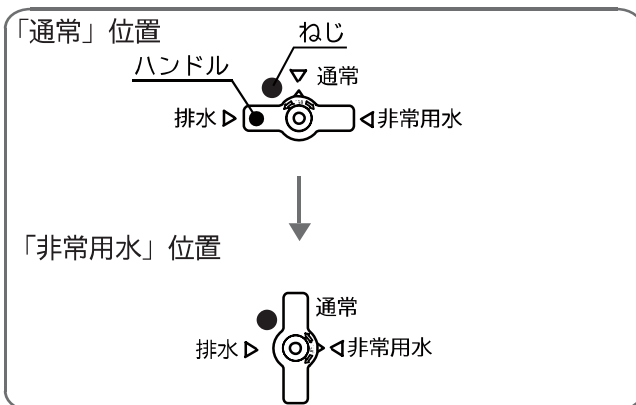 「通常」位置
ねじ
ハンドル
▽ 通常
排水 ▷
◁ 非常用水
「非常用水」位置
通常
排水 ▷
◁ 非常用水